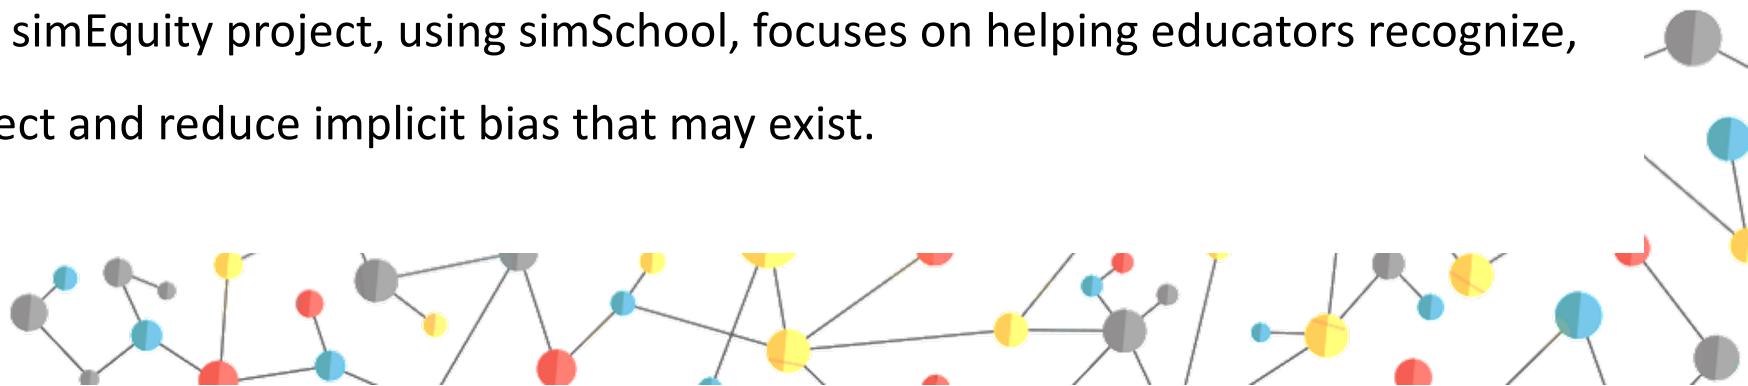 simEquity project, using simSchool, focuses on helping educators recognize,
ect and reduce implicit bias that may exist.